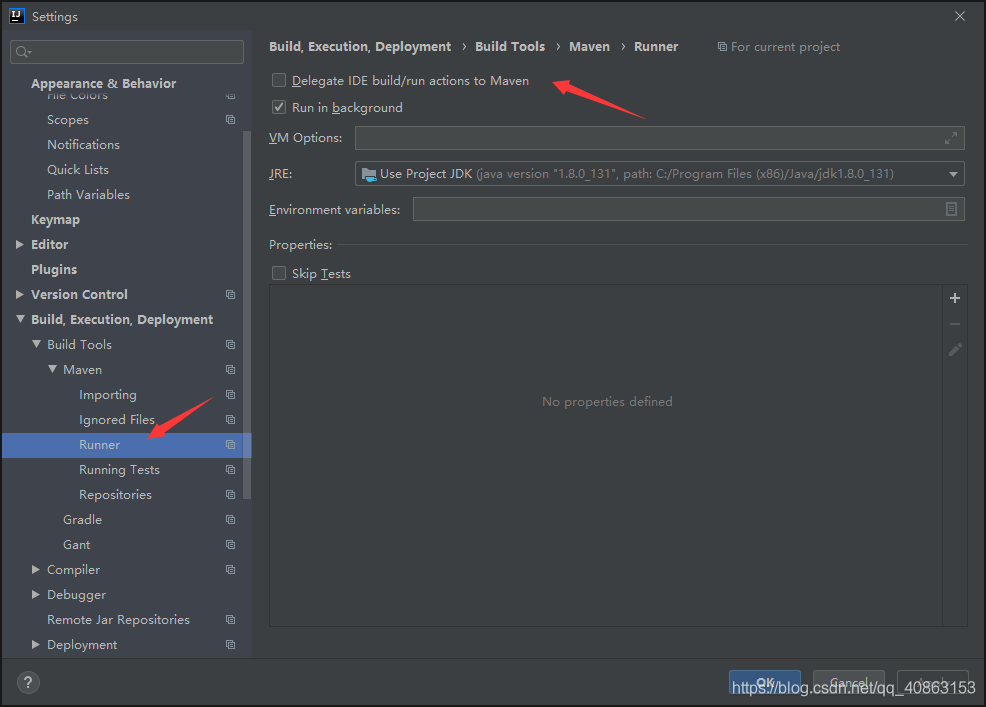 Settings
Appearance & Behavior
File Colors
Scopes
Notifications
Quick Lists
Path Variables
Keymap
Editor
Plugins
Version Control
Build, Execution, Deployment
Build Tools
Maven
Importing
Ignored Files
Runner
Running Tests
Repositories
Gradle
Gant
Compiler
Debugger
Remote Jar Repositories
Deployment
Build, Execution, Deployment › Build Tools › Maven › Runner For current project
Delegate IDE build/run actions to Maven
Run in background
VM Options:
JRE: Use Project JDK (java version "1.8.0_131", path: C:/Program Files (x86)/Java/jdk1.8.0_131)
Environment variables:
Properties:
Skip Tests
No properties defined
? OK Cancel Apply
https://blog.csdn.net/qq_40863153